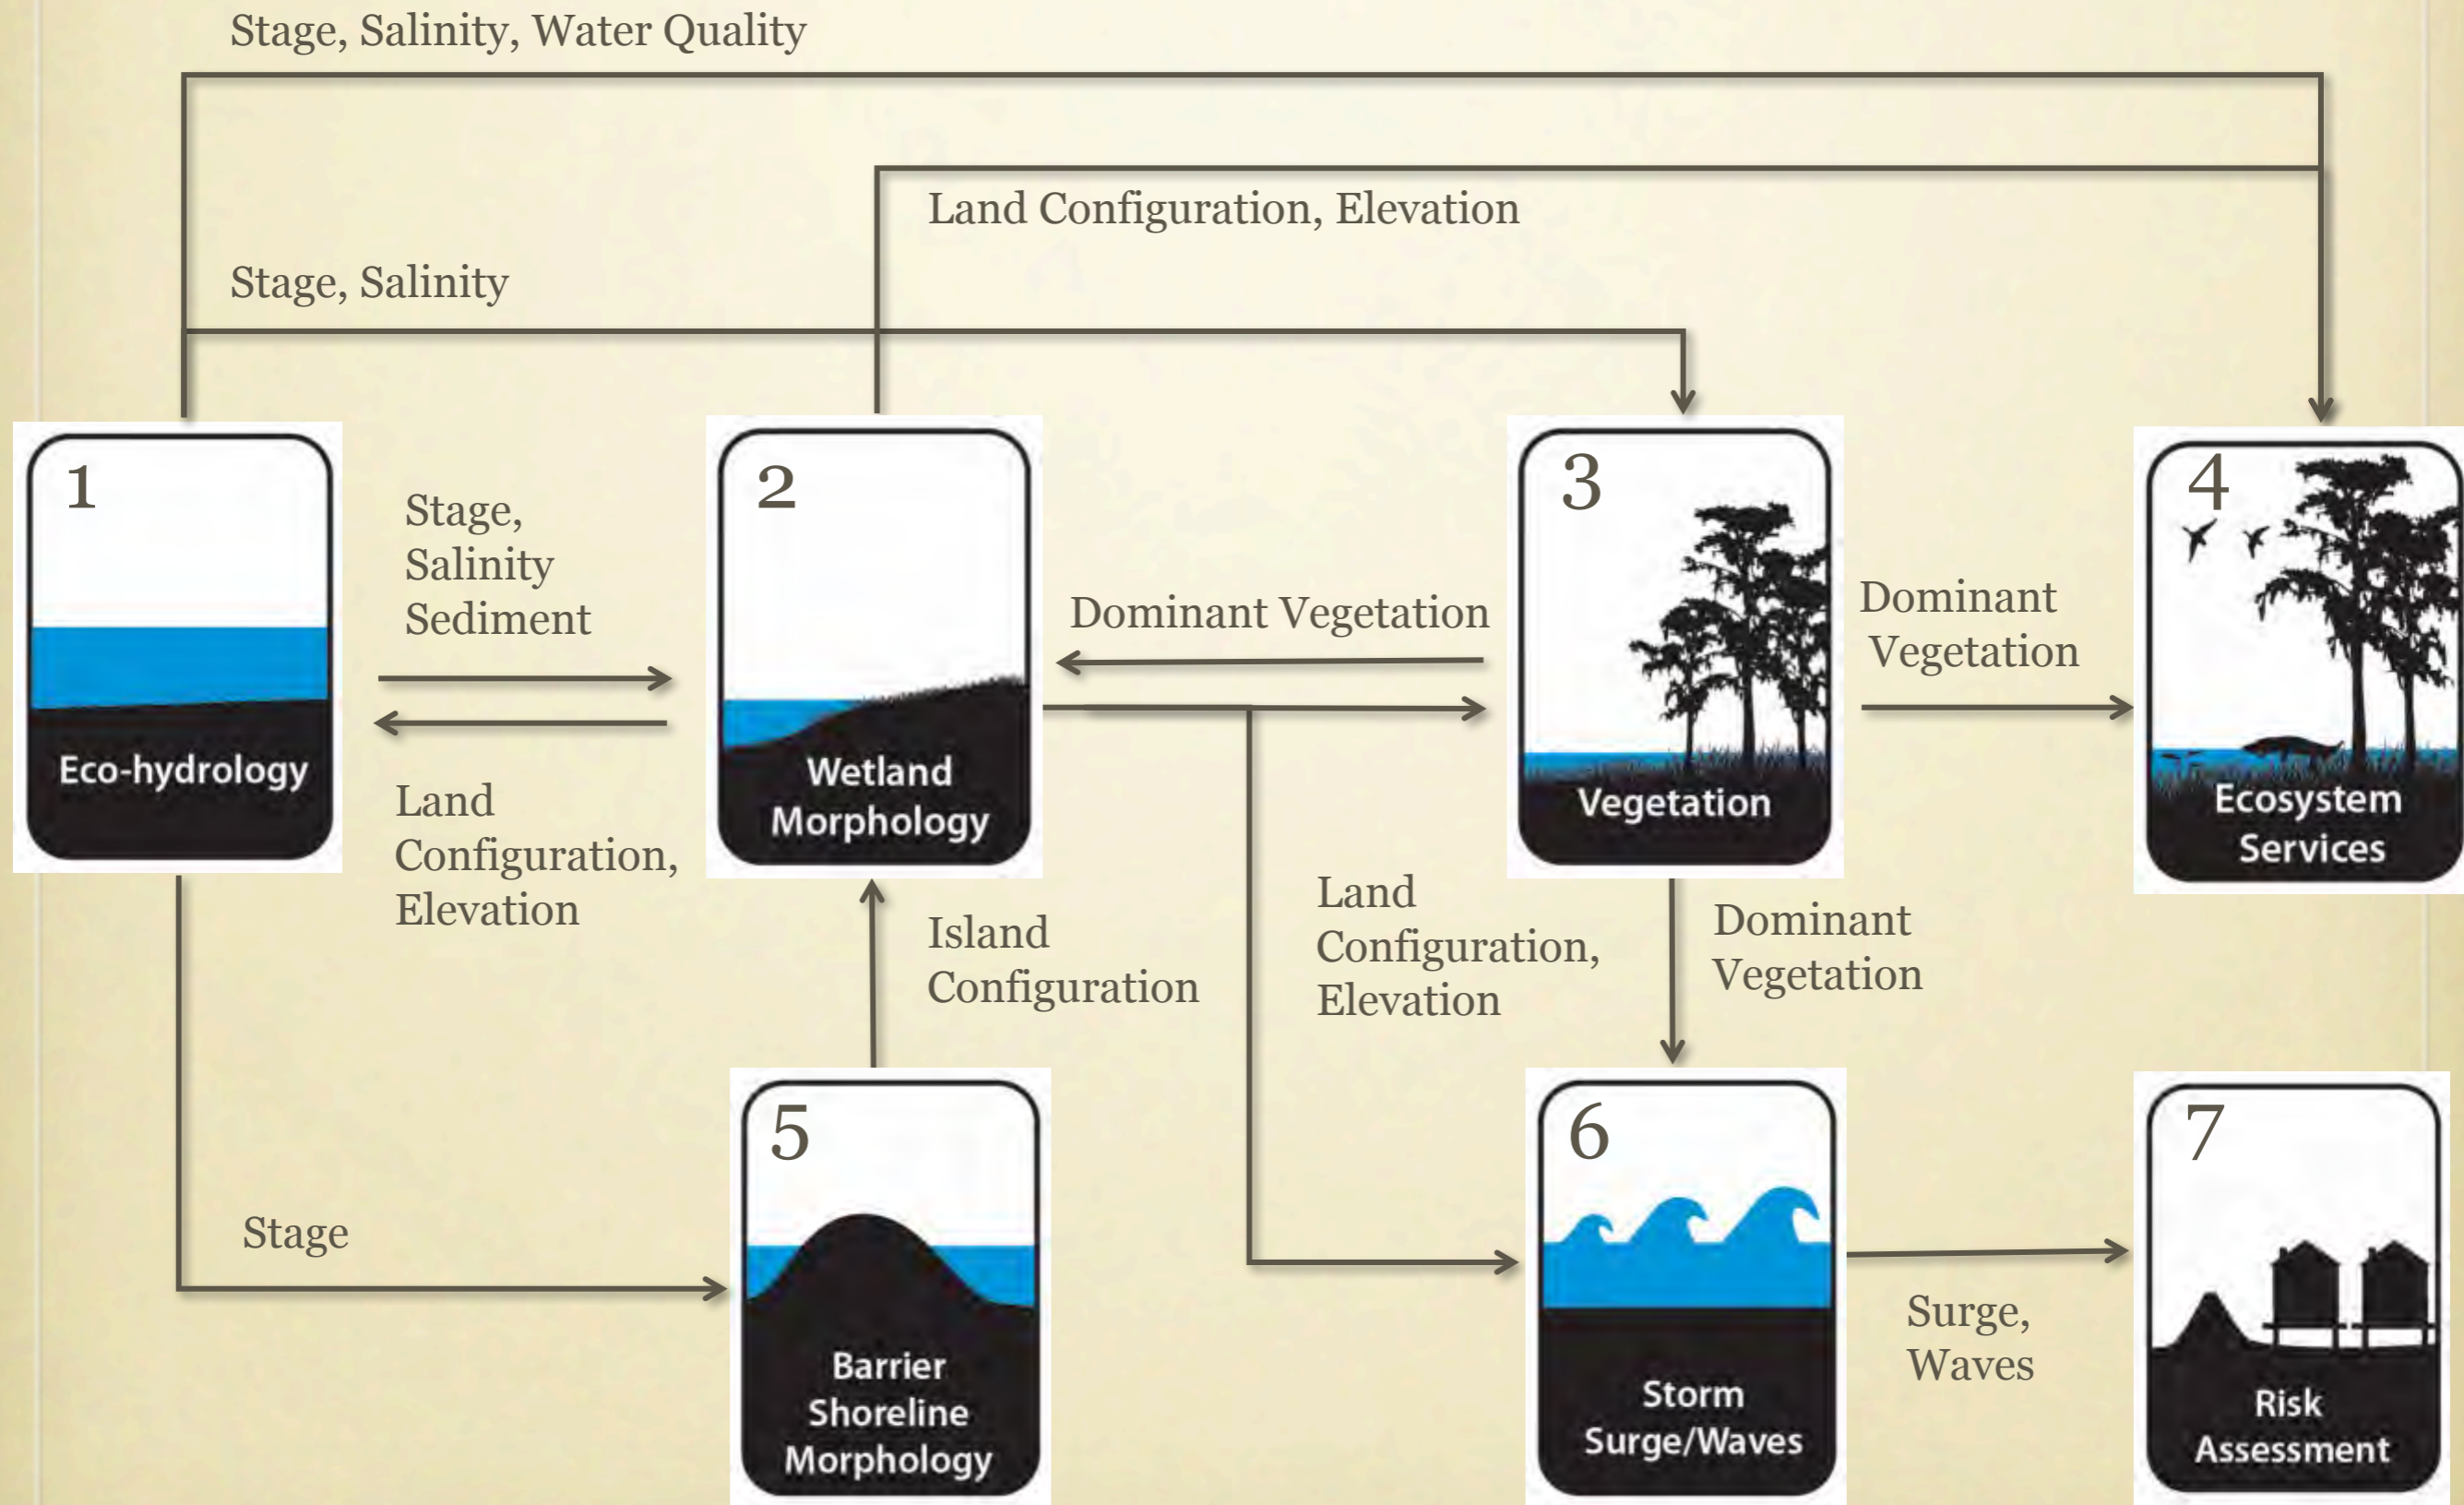 Stage, Salinity, Water Quality
Land Configuration, Elevation
Stage, Salinity
1
Eco-hydrology
Stage,
Salinity
Sediment
Land
Configuration,
Elevation
2
Wetland
Morphology
Dominant Vegetation
3
Vegetation
Dominant
Vegetation
4
Ecosystem
Services
Island
Configuration
Land
Configuration,
Elevation
Dominant
Vegetation
Stage
5
Barrier
Shoreline
Morphology
6
Storm
Surge/Waves
Surge,
Waves
7
Risk
Assessment